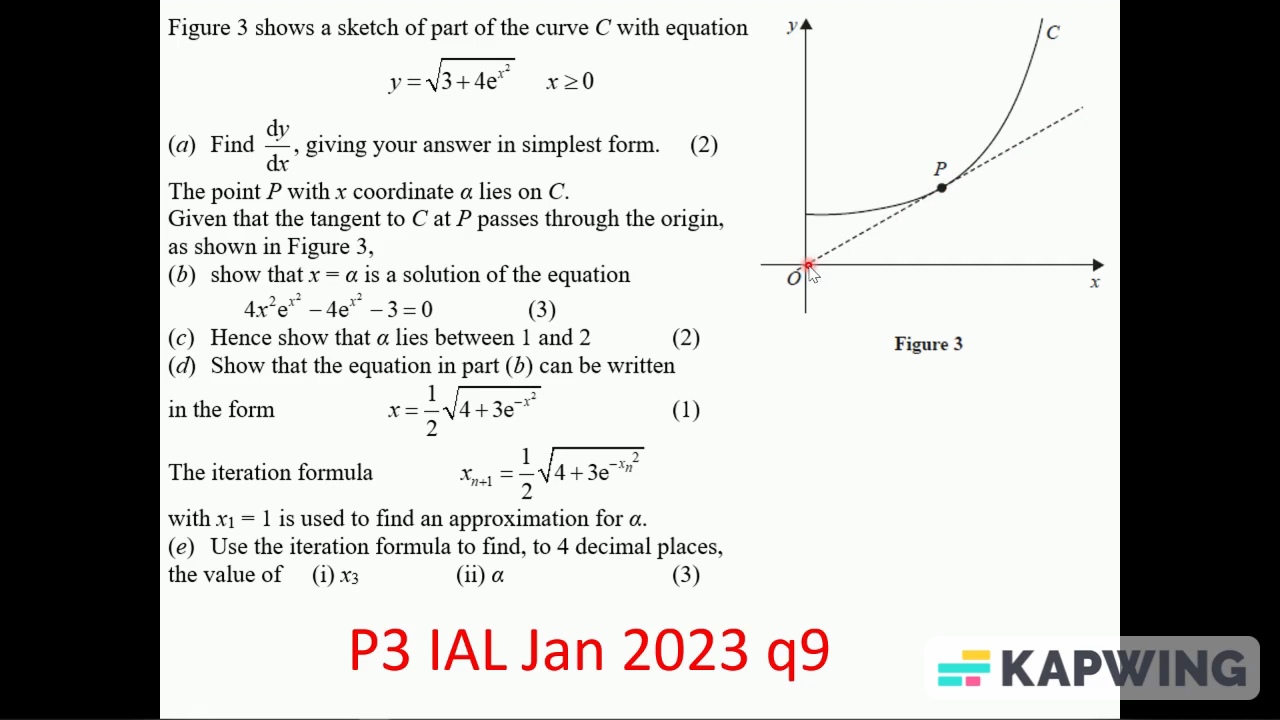 Figure 3 shows a sketch of part of the curve C with equation
y = √(3 + 4e^(x²))   x ≥ 0
(a) Find dy/dx, giving your answer in simplest form. (2)
The point P with x coordinate α lies on C.
Given that the tangent to C at P passes through the origin,
as shown in Figure 3,
(b) show that x = α is a solution of the equation
4x²e^(x²) − 4e^(x²) − 3 = 0 (3)
(c) Hence show that α lies between 1 and 2 (2)
(d) Show that the equation in part (b) can be written
in the form x = 1/2 √(4 + 3e^(−x²)) (1)
The iteration formula xₙ₊₁ = 1/2 √(4 + 3e^(−xₙ²))
with x₁ = 1 is used to find an approximation for α.
(e) Use the iteration formula to find, to 4 decimal places,
the value of (i) x₃ (ii) α (3)
y
C
P
O
x
Figure 3
P3 IAL Jan 2023 q9
KAPWING